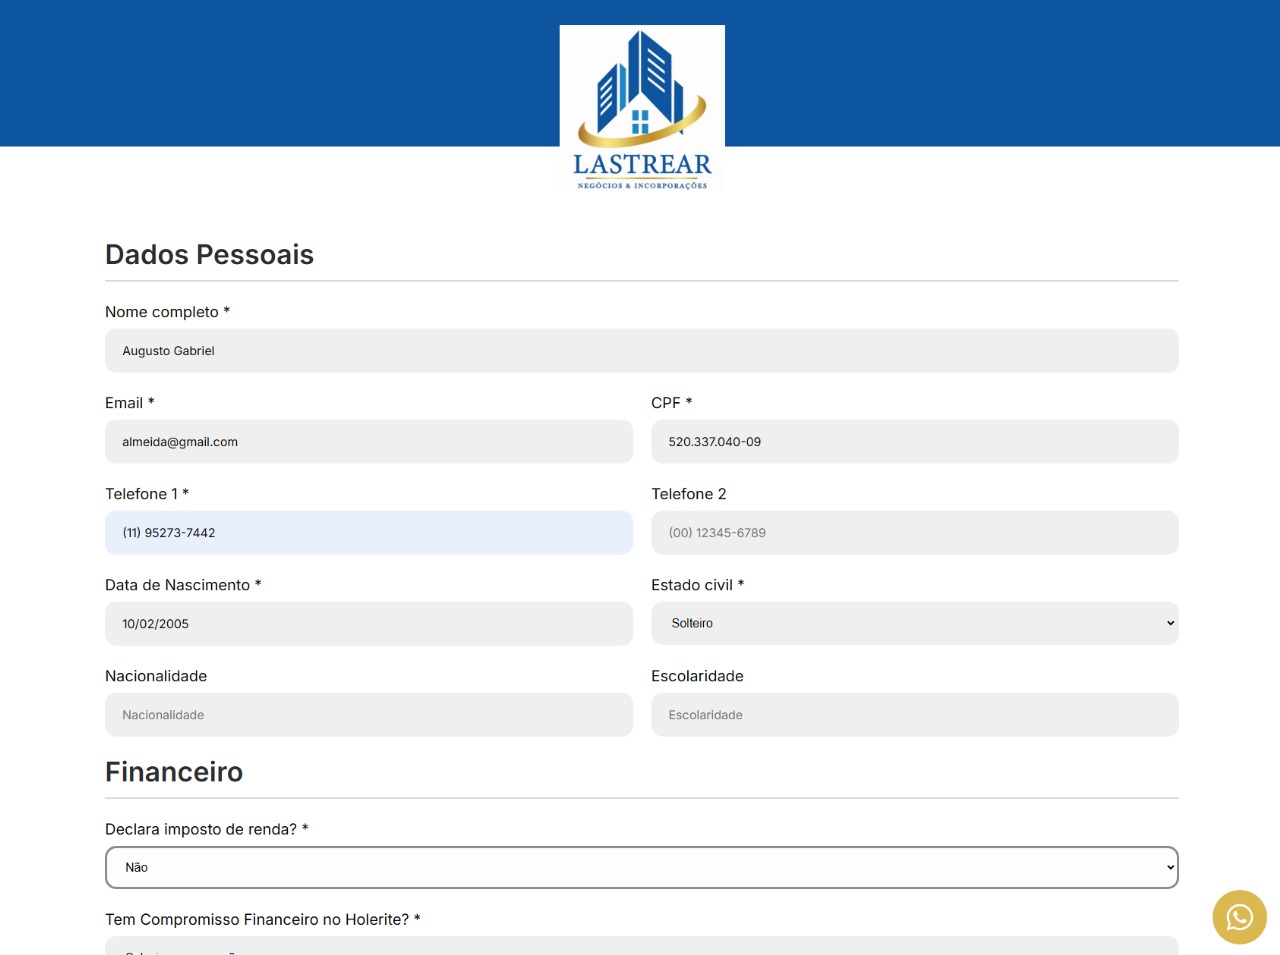 LASTREAR
NEGÓCIOS & INCORPORAÇÕES
Dados Pessoais
Nome completo *
Augusto Gabriel
Email *
CPF *
almeida@gmail.com
520.337.040-09
Telefone 1 *
Telefone 2
(11) 95273-7442
(00) 12345-6789
Data de Nascimento *
Estado civil *
10/02/2005
Solteiro
Nacionalidade
Escolaridade
Nacionalidade
Escolaridade
Financeiro
Declara imposto de renda? *
Não
Tem Compromisso Financeiro no Holerite? *